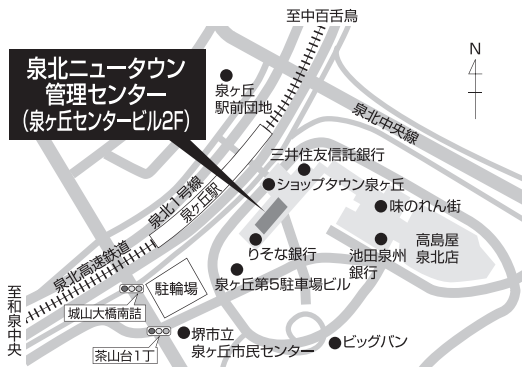 至中百舌鳥
N
泉北ニュータウン
管理センター
（泉ヶ丘センタービル2F）
泉ヶ丘
駅前団地
泉北中央線
三井住友信託銀行
ショップタウン泉ヶ丘
泉北1号線
泉ヶ丘駅
味のれん街
りそな銀行
池田泉州
銀行
高島屋
泉北店
泉北高速鉄道
泉ヶ丘第5駐車場ビル
駐輪場
至和泉中央
城山大橋南詰
茶山台1丁
堺市立
泉ヶ丘市民センター
ビッグバン